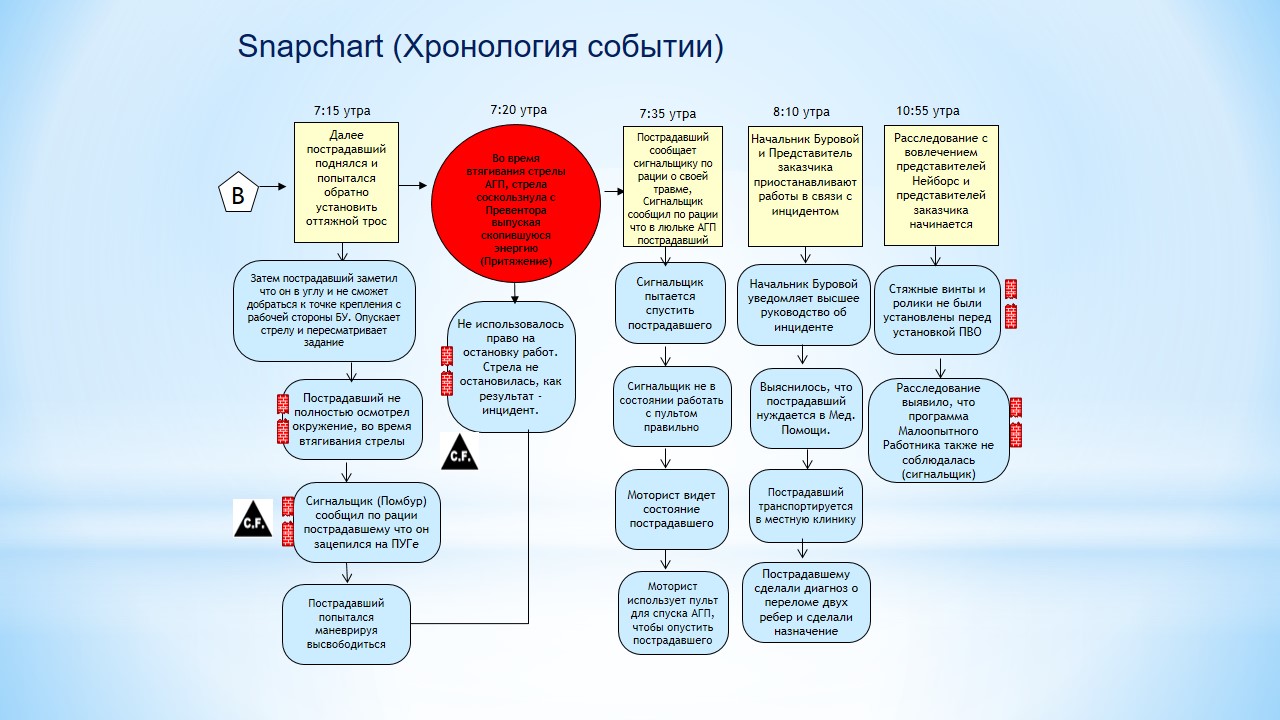 Snapchart (Хронология событии)
B
7:15 утра
Далее
пострадавший
поднялся и
попытался
обратно
установить
оттяжной трос
Затем пострадавший заметил
что он в углу и не сможет
добраться к точке крепления с
рабочей стороны БУ. Опускает
стрелу и пересматривает
задание
Пострадавший не
полностью осмотрел
окружение, во время
втягивания стрелы
C.F.
Сигнальщик (Помбур)
сообщил по рации
пострадавшему что он
зацепился на ПУГе
Пострадавший
попытался
маневрируя
высвободиться
7:20 утра
Во время
втягивания стрелы
АГП, стрела
соскользнула с
Превентора
выпуская
скопившуюся
энергию
(Притяжение)
Не использовалось
право на
остановку работ.
Стрела не
остановилась, как
результат -
инцидент.
C.F.
7:35 утра
Пострадавший
сообщает
сигнальщику по
рации о своей
травме,
Сигнальщик
сообщил по рации
что в люльке АГП
пострадавший
Сигнальщик
пытается
спустить
пострадавшего
Сигнальщик не в
состоянии работать
с пультом
правильно
Моторист видет
состояние
пострадавшего
Моторист
использует пульт
для спуска АГП,
чтобы опустить
пострадавшего
8:10 утра
Начальник Буровой
и Представитель
заказчика
приостанавливают
работы в связи с
инцидентом
Начальник Буровой
уведомляет высшее
руководство об
инциденте
Выяснилось, что
пострадавший
нуждается в Мед.
Помощи.
Пострадавший
транспортируется
в местную клинику
Пострадавшему
сделали диагноз о
переломе двух
ребер и сделали
назначение
10:55 утра
Расследование с
вовлечением
представителей
Нейборс и
представителей
заказчика
начинается
Стяжные винты и
ролики не были
установлены перед
установкой ПВО
Расследование
выявило, что
программа
Малоопытного
Работника также не
соблюдалась
(сигнальщик)